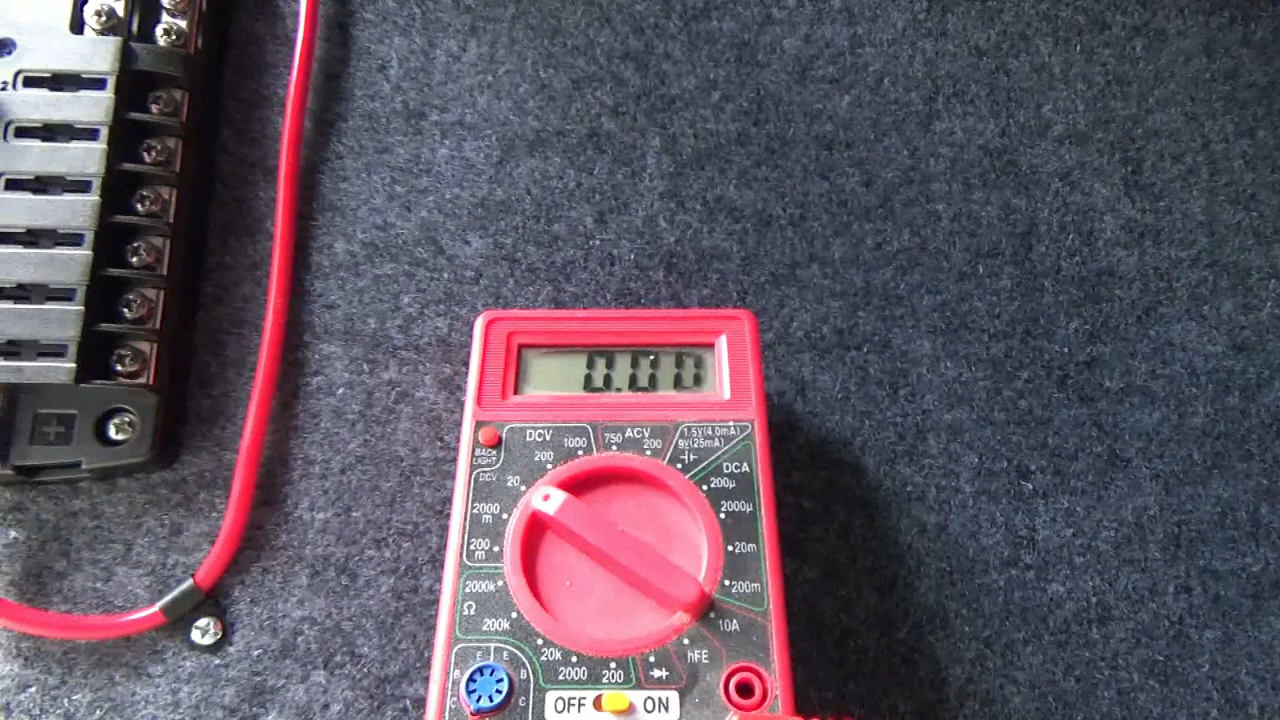 2
0.00
DCV
1000
750
ACV
200
1.5V(4.0mA)
9V(25mA)
BACK
LIGHT
200
DCA
DCV
20
200µ
2000
m
2000µ
200
m
20m
2000k
200m
Ω
200k
10A
20k
2000
200
hFE
E
E
B
B
C
C
OFF
ON